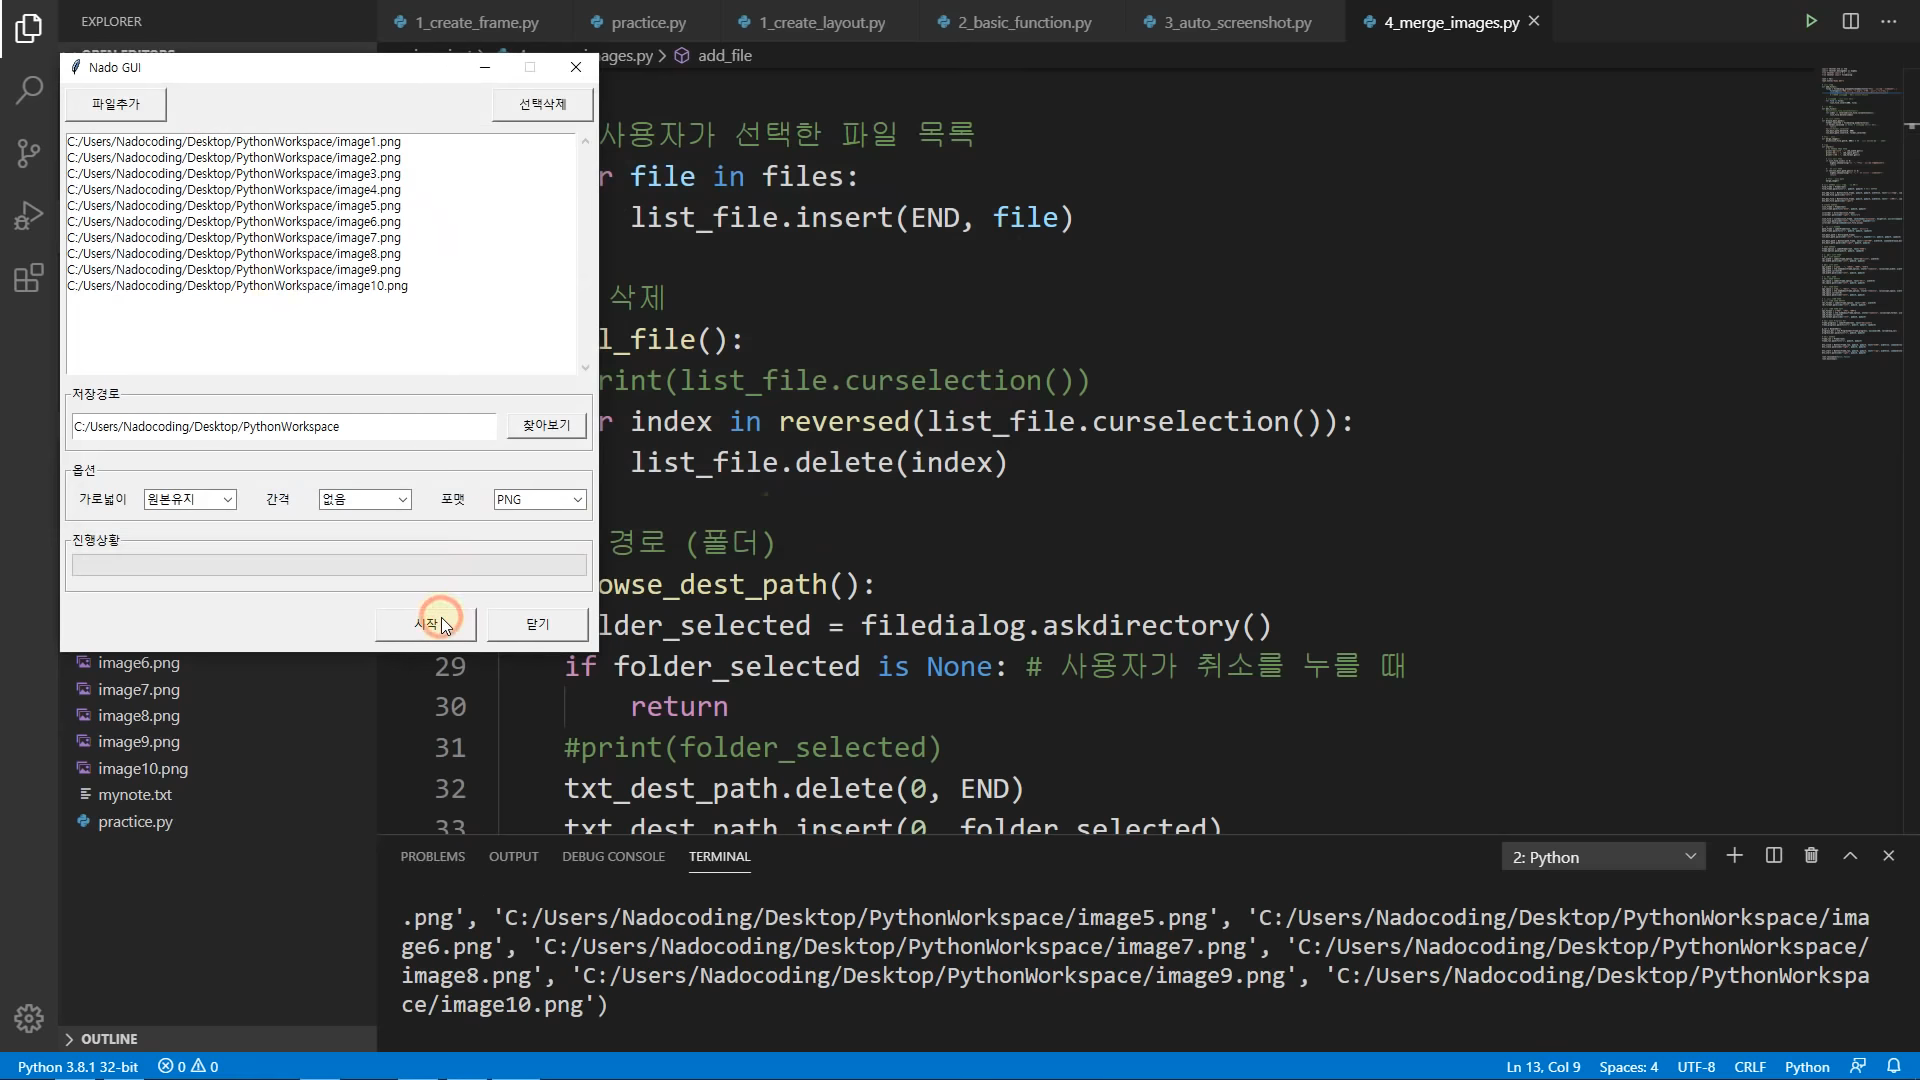 EXPLORER
1_create_frame.py
practice.py
1_create_layout.py
2_basic_function.py
3_auto_screenshot.py
4_merge_images.py
ages.py > add_file
Nado GUI
파일추가
선택삭제
C:/Users/Nadocoding/Desktop/PythonWorkspace/image1.png
C:/Users/Nadocoding/Desktop/PythonWorkspace/image2.png
C:/Users/Nadocoding/Desktop/PythonWorkspace/image3.png
C:/Users/Nadocoding/Desktop/PythonWorkspace/image4.png
C:/Users/Nadocoding/Desktop/PythonWorkspace/image5.png
C:/Users/Nadocoding/Desktop/PythonWorkspace/image6.png
C:/Users/Nadocoding/Desktop/PythonWorkspace/image7.png
C:/Users/Nadocoding/Desktop/PythonWorkspace/image8.png
C:/Users/Nadocoding/Desktop/PythonWorkspace/image9.png
C:/Users/Nadocoding/Desktop/PythonWorkspace/image10.png
저장경로
C:/Users/Nadocoding/Desktop/PythonWorkspace
찾아보기
옵션
가로넓이 원본유지 간격 없음 포맷 PNG
진행상황
시작
닫기
image6.png
image7.png
image8.png
image9.png
image10.png
mynote.txt
practice.py
OUTLINE
사용자가 선택한 파일 목록
r file in files:
list_file.insert(END, file)
삭제
l_file():
rint(list_file.curselection())
r index in reversed(list_file.curselection()):
list_file.delete(index)
경로 (폴더)
owse_dest_path():
lder_selected = filedialog.askdirectory()
29 if folder_selected is None: # 사용자가 취소를 누를 때
30 return
31 #print(folder_selected)
32 txt_dest_path.delete(0, END)
33 txt_dest_path.insert(0, folder_selected)
PROBLEMS
OUTPUT
DEBUG CONSOLE
TERMINAL
2: Python
.png', 'C:/Users/Nadocoding/Desktop/PythonWorkspace/image5.png', 'C:/Users/Nadocoding/Desktop/PythonWorkspace/ima
ge6.png', 'C:/Users/Nadocoding/Desktop/PythonWorkspace/image7.png', 'C:/Users/Nadocoding/Desktop/PythonWorkspace/
image8.png', 'C:/Users/Nadocoding/Desktop/PythonWorkspace/image9.png', 'C:/Users/Nadocoding/Desktop/PythonWorkspa
ce/image10.png')
Python 3.8.1 32-bit 0 0
Ln 13, Col 9 Spaces: 4 UTF-8 CRLF Python